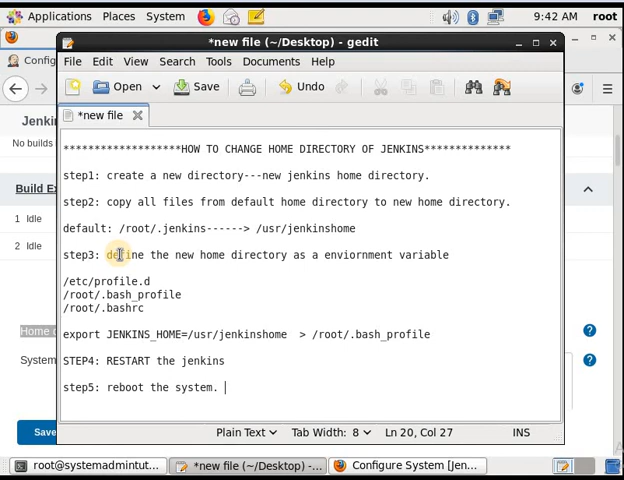 Applications Places System 9:42 AM root
*new file (~/Desktop) - gedit
File Edit View Search Tools Documents Help
Open Save Undo
*new file
*******************HOW TO CHANGE HOME DIRECTORY OF JENKINS**************
step1: create a new directory---new jenkins home directory.
step2: copy all files from default home directory to new home directory.
default: /root/.jenkins------> /usr/jenkinshome
step3: define the new home directory as a enviornment variable
/etc/profile.d
/root/.bash_profile
/root/.bashrc
export JENKINS_HOME=/usr/jenkinshome > /root/.bash_profile
STEP4: RESTART the jenkins
step5: reboot the system.
Plain Text Tab Width: 8 Ln 20, Col 27 INS
Config
Jenki
No builds
Build Ex
1 Idle
2 Idle
Home d
System
Save
root@systemadmintut... *new file (~/Desktop) -... Configure System [Jen...